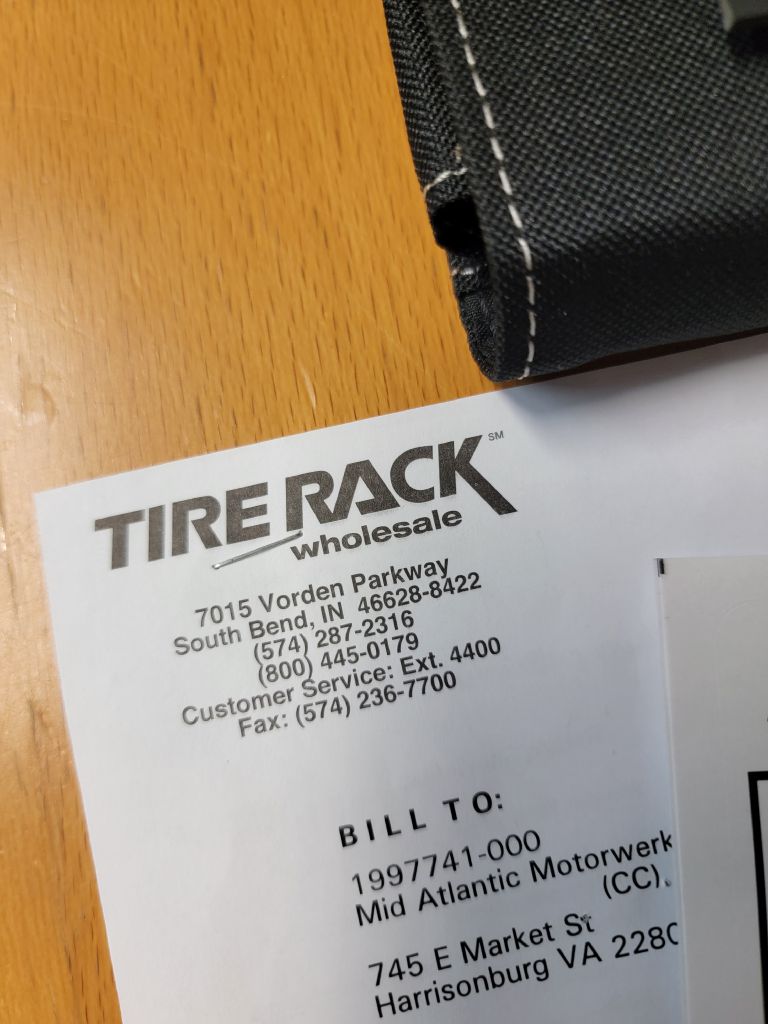 TIRE RACK SM
wholesale
7015 Vorden Parkway
South Bend, IN 46628-8422
(574) 287-2316
(800) 445-0179
Customer Service: Ext. 4400
Fax: (574) 236-7700
BILL TO:
1997741-000
Mid Atlantic Motorwerk
(CC)
745 E Market St
Harrisonburg VA 228